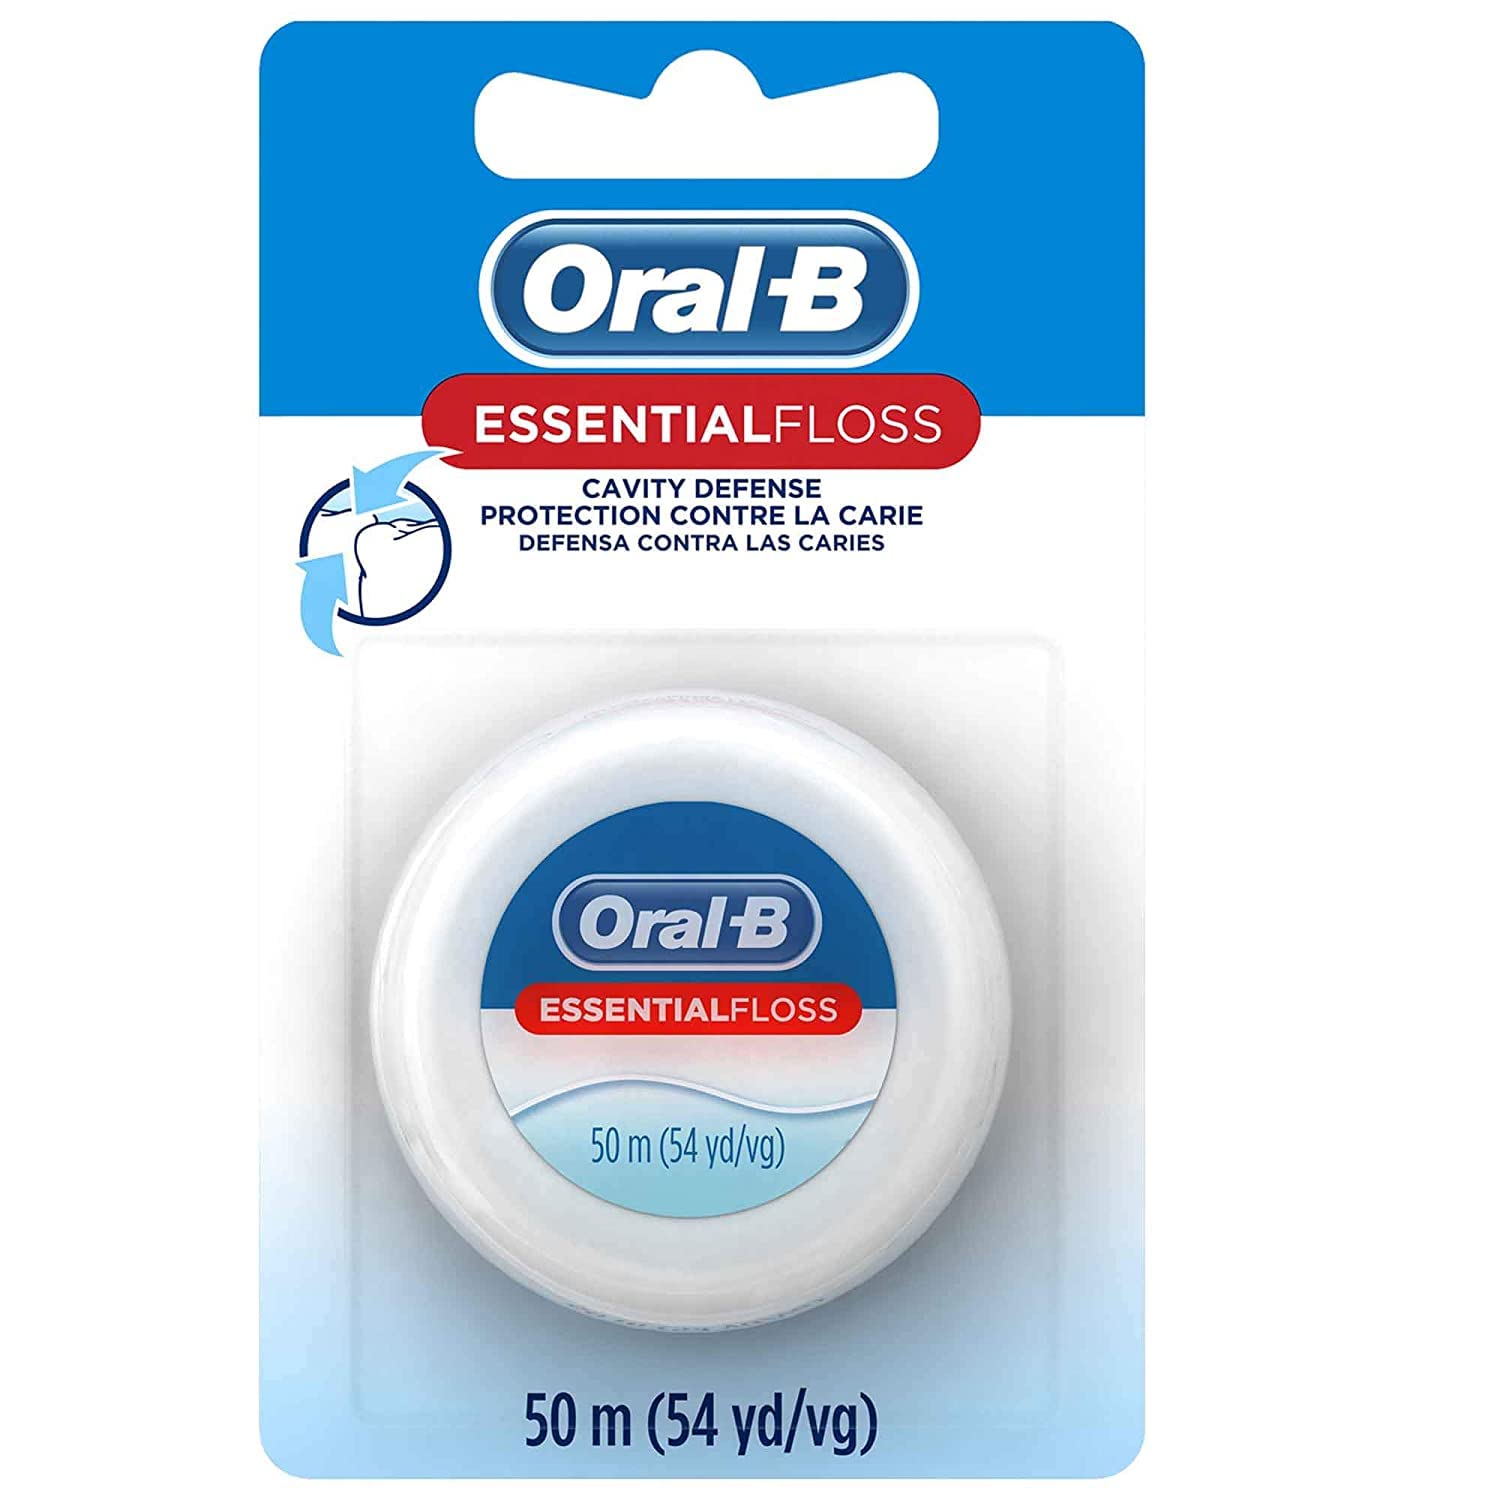 Oral-B
ESSENTIALFLOSS
CAVITY DEFENSE
PROTECTION CONTRE LA CARIE
DEFENSA CONTRA LAS CARIES
Oral-B
ESSENTIALFLOSS
50 m (54 yd/vg)
50 m (54 yd/vg)